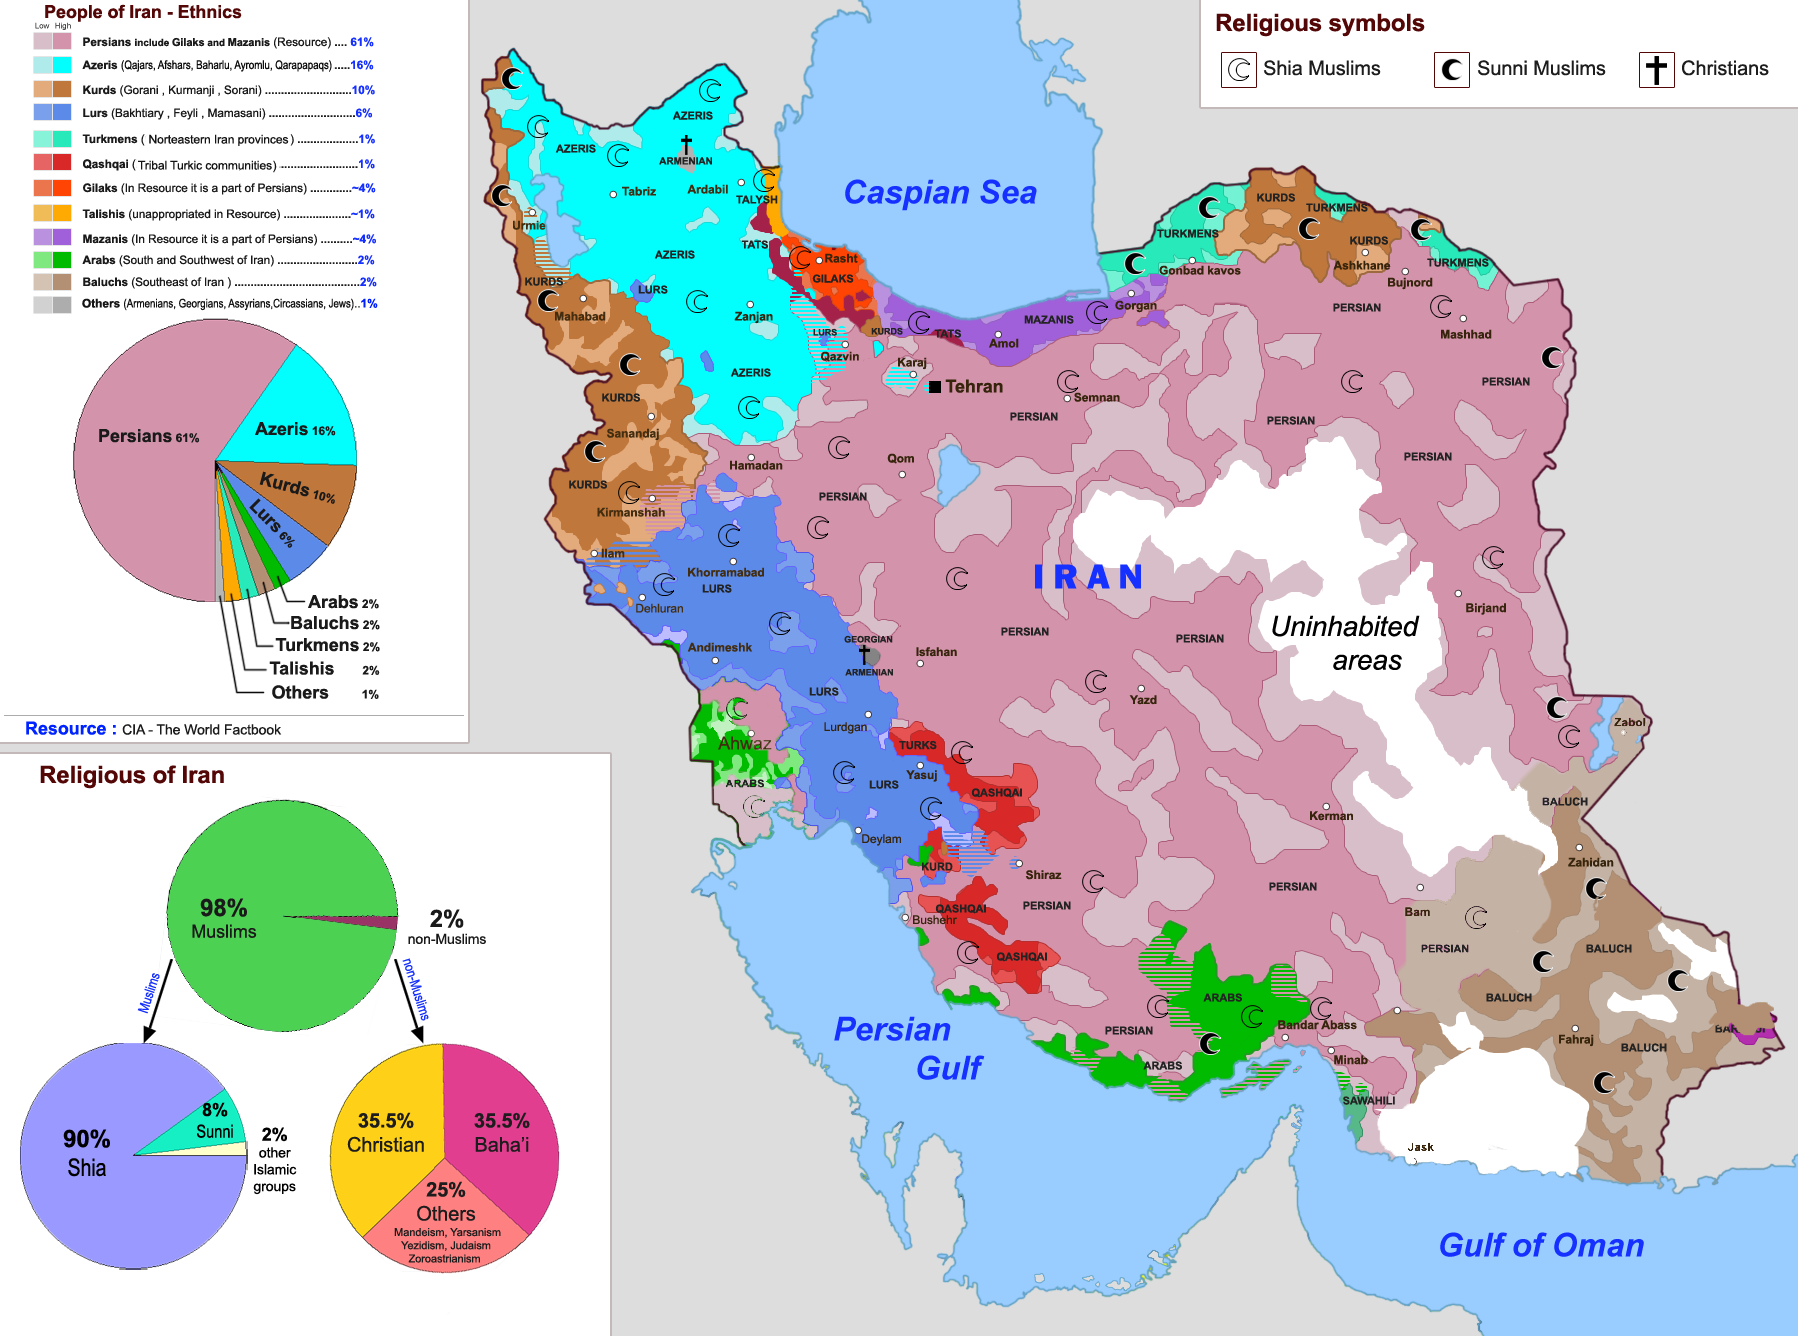 People of Iran - Ethnics
Low High
Persians include Gilaks and Mazanis (Resource) .... 61%
Azeris (Qajars, Afshars, Baharlu, Ayromlu, Qarapapaqs) .....16%
Kurds (Gorani , Kurmanji , Sorani) ...........................10%
Lurs (Bakhtiary , Feyli , Mamasani) ...........................6%
Turkmens ( Norteastern Iran provinces ) ...................1%
Qashqai ( Tribal Turkic communities) ........................1%
Gilaks (In Resource it is a part of Persians) .............~4%
Talishis (unappropriated in Resource) .....................~1%
Mazanis (In Resource it is a part of Persians) ..........~4%
Arabs (South and Southwest of Iran) .........................2%
Baluchs (Southeast of Iran ) .......................................2%
Others (Armenians, Georgians, Assyrians,Circassians, Jews)..1%
Persians 61%
Azeris 16%
Kurds 10%
Lurs 6%
Arabs 2%
Baluchs 2%
Turkmens 2%
Talishis 2%
Others 1%
Resource : CIA - The World Factbook
Religious of Iran
98%
Muslims
2%
non-Muslims
Muslims
non-Muslims
90%
Shia
8%
Sunni
2%
other
Islamic
groups
35.5%
Christian
35.5%
Baha'i
25%
Others
Mandeism, Yarsanism
Yezidism, Judaism
Zoroastrianism
Religious symbols
Shia Muslims
Sunni Muslims
Christians
Caspian Sea
AZERIS
AZERIS
ARMENIAN
Tabriz
Ardabil
TALYSH
Urmie
TATS
AZERIS
Rasht
GILAKS
KURDS
LURS
Mahabad
Zanjan
LURS
KURDS
TATS
Qazvin
Amol
MAZANIS
Gorgan
AZERIS
Karaj
Tehran
KURDS
Sanandaj
Semnan
PERSIAN
TURKMENS
Gonbad kavos
KURDS
TURKMENS
KURDS
Ashkhane
TURKMENS
Bujnord
PERSIAN
Mashhad
PERSIAN
PERSIAN
PERSIAN
Hamadan
Qom
KURDS
PERSIAN
Kirmanshah
Ilam
Khorramabad
LURS
IRAN
Dehluran
Birjand
Uninhabited
areas
GEORGIAN
Andimeshk
Isfahan
PERSIAN
PERSIAN
ARMENIAN
LURS
Yazd
Lurdgan
Zabol
Ahwaz
TURKS
Yasuj
ARABS
LURS
QASHQAI
BALUCH
Kerman
Deylam
KURD
Shiraz
Zahidan
PERSIAN
QASHQAI
PERSIAN
Bushehr
Bam
PERSIAN
BALUCH
QASHQAI
ARABS
BALUCH
Persian
Gulf
PERSIAN
Bandar Abass
Fahraj
BALUCH
ARABS
Minab
SAWAHILI
Jask
Gulf of Oman